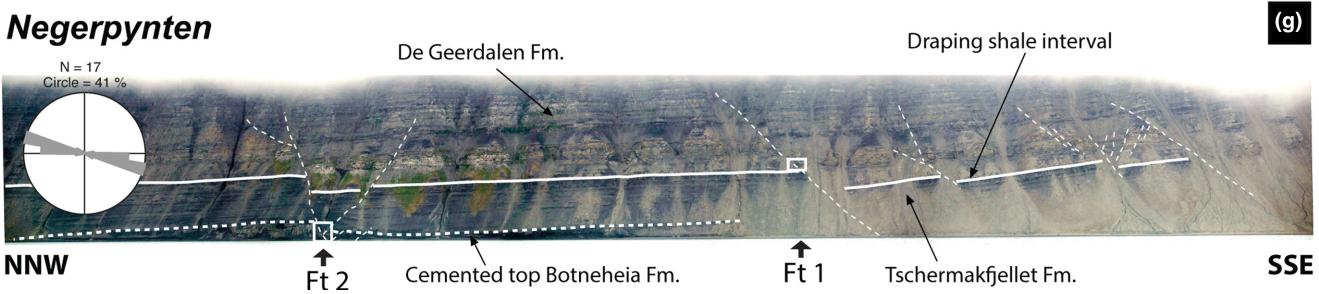 Negerpynten
(g)
N = 17
Circle = 41 %
De Geerdalen Fm.
Draping shale interval
NNW
Ft 2
Cemented top Botneheia Fm.
Ft 1
Tschermakfjellet Fm.
SSE